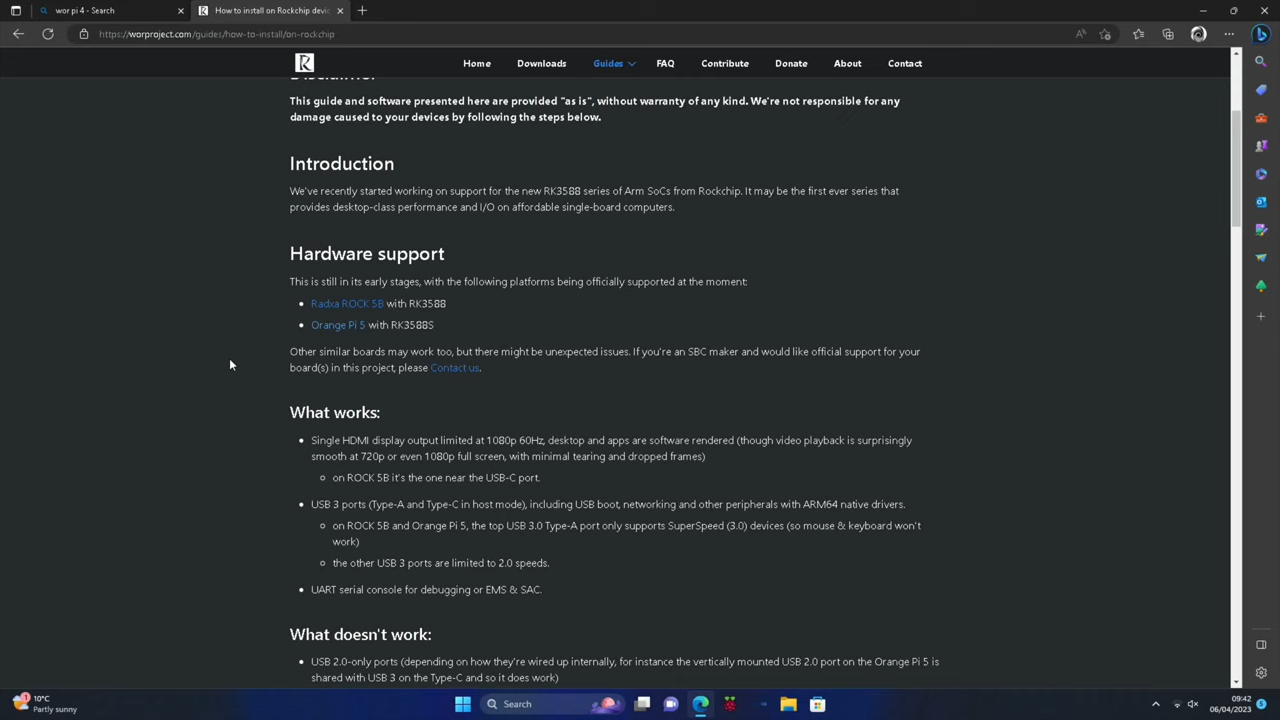 wor pi 4 - Search
How to install on Rockchip devic
https://worproject.com/guides/how-to-install/on-rockchip
R
Home
Downloads
Guides
FAQ
Contribute
Donate
About
Contact
Disclaimer
This guide and software presented here are provided "as is", without warranty of any kind. We're not responsible for any
damage caused to your devices by following the steps below.
Introduction
We've recently started working on support for the new RK3588 series of Arm SoCs from Rockchip. It may be the first ever series that
provides desktop-class performance and I/O on affordable single-board computers.
Hardware support
This is still in its early stages, with the following platforms being officially supported at the moment:
Radxa ROCK 5B with RK3588
Orange Pi 5 with RK3588S
Other similar boards may work too, but there might be unexpected issues. If you're an SBC maker and would like official support for your
board(s) in this project, please Contact us.
What works:
Single HDMI display output limited at 1080p 60Hz, desktop and apps are software rendered (though video playback is surprisingly
smooth at 720p or even 1080p full screen, with minimal tearing and dropped frames)
on ROCK 5B it's the one near the USB-C port.
USB 3 ports (Type-A and Type-C in host mode), including USB boot, networking and other peripherals with ARM64 native drivers.
on ROCK 5B and Orange Pi 5, the top USB 3.0 Type-A port only supports SuperSpeed (3.0) devices (so mouse & keyboard won't
work)
the other USB 3 ports are limited to 2.0 speeds.
UART serial console for debugging or EMS & SAC.
What doesn't work:
USB 2.0-only ports (depending on how they're wired up internally, for instance the vertically mounted USB 2.0 port on the Orange Pi 5 is
shared with USB 3 on the Type-C and so it does work)
1
10°C
Partly sunny
Search
09:42
06/04/2023
5